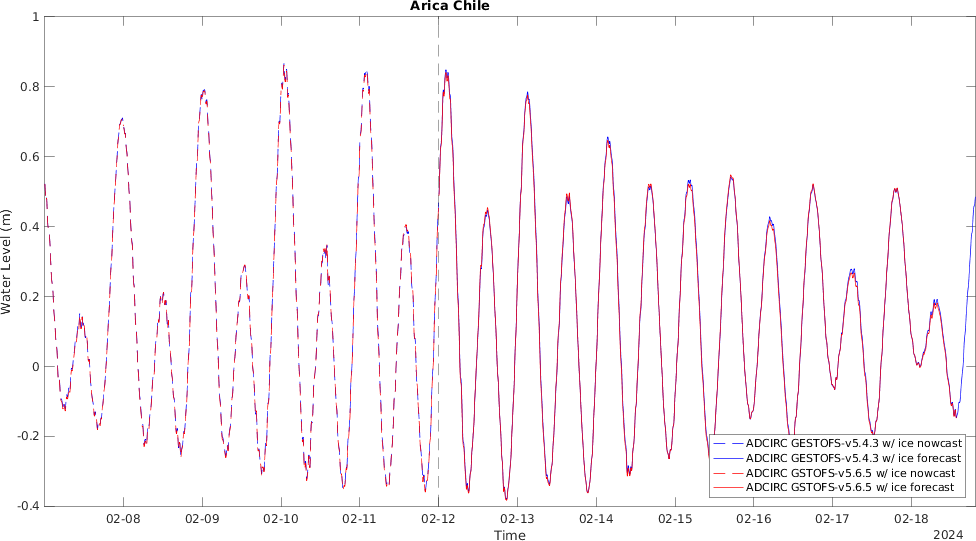 Arica Chile
1
0.8
0.6
0.4
0.2
0
-0.2
-0.4
Water Level (m)
ADCIRC GESTOFS-v5.4.3 w/ ice nowcast
ADCIRC GESTOFS-v5.4.3 w/ ice forecast
ADCIRC GSTOFS-v5.6.5 w/ ice nowcast
ADCIRC GSTOFS-v5.6.5 w/ ice forecast
02-08 02-09 02-10 02-11 02-12 02-13 02-14 02-15 02-16 02-17 02-18
Time
2024